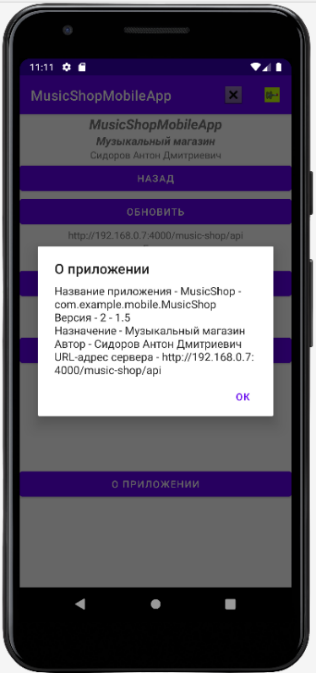 11:11
MusicShopMobileApp
MusicShopMobileApp
Музыкальный магазин
Сидоров Антон Дмитриевич
НАЗАД
ОБНОВИТЬ
http://192.168.0.7:4000/music-shop/api
О приложении
Название приложения - MusicShop -
com.example.mobile.MusicShop
Версия - 2 - 1.5
Назначение - Музыкальный магазин
Автор - Сидоров Антон Дмитриевич
URL-адрес сервера - http://192.168.0.7:
4000/music-shop/api
ОК
О ПРИЛОЖЕНИИ